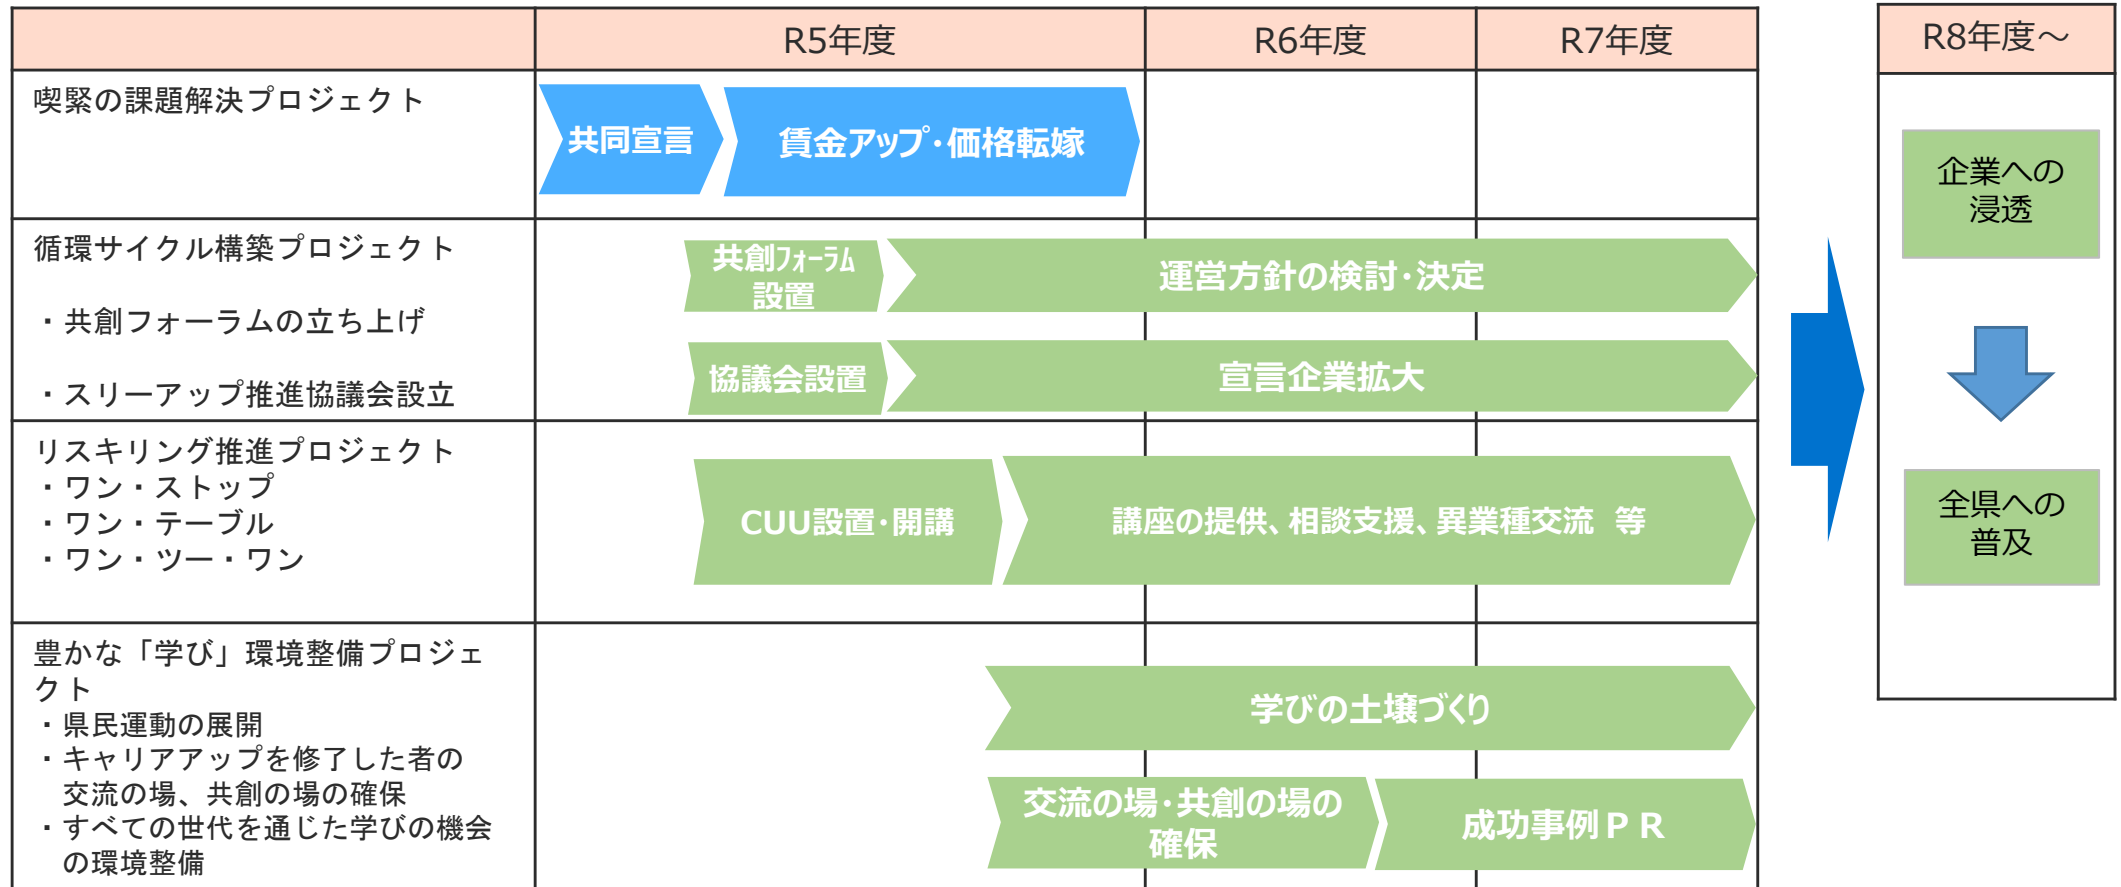 R5年度
R6年度
R7年度
R8年度～
喫緊の課題解決プロジェクト
共同宣言
賃金アップ・価格転嫁
循環サイクル構築プロジェクト
・共創フォーラムの立ち上げ
・スリーアップ推進協議会設立
共創フォーラム
設置
運営方針の検討・決定
協議会設置
宣言企業拡大
リスキリング推進プロジェクト
・ワン・ストップ
・ワン・テーブル
・ワン・ツー・ワン
CUU設置・開講
講座の提供、相談支援、異業種交流　等
豊かな「学び」環境整備プロジェ
クト
・県民運動の展開
・キャリアアップを修了した者の
交流の場、共創の場の確保
・すべての世代を通じた学びの機会
の環境整備
学びの土壌づくり
交流の場・共創の場の
確保
成功事例ＰＲ
企業への
浸透
全県への
普及